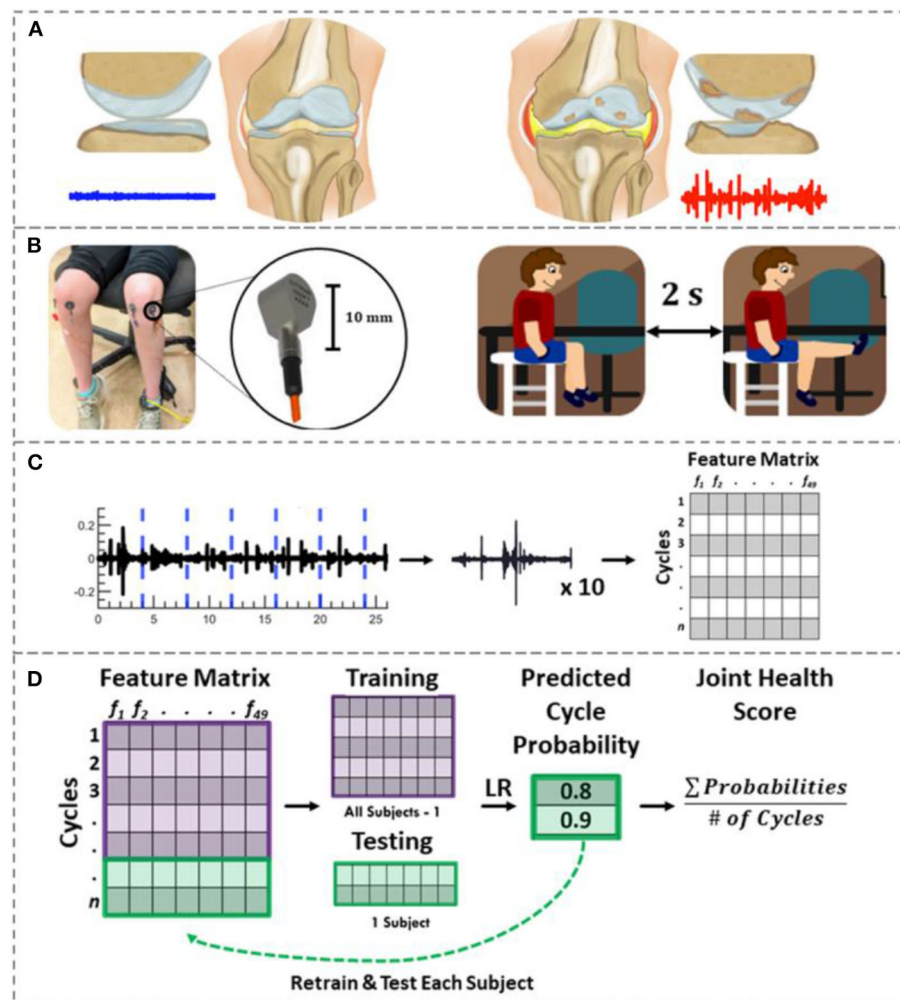 A
B
10 mm
2 s
C
Feature Matrix
f1 f2 . . . . f49
0.2
0
-0.2
0 5 10 15 20 25
x 10
Cycles
1
2
3
.
.
.
n
D
Feature Matrix
f1 f2 . . . . f49
Cycles
1
2
3
.
.
.
n
Training
All Subjects - 1
Testing
1 Subject
LR
Predicted
Cycle
Probability
0.8
0.9
Joint Health
Score
∑ Probabilities
# of Cycles
Retrain & Test Each Subject